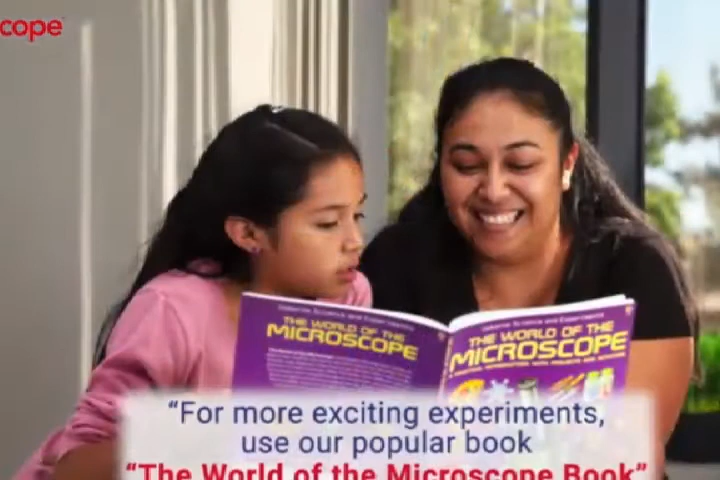 cope
THE WORLD OF THE
MICROSCOPE
THE WORLD OF THE
MICROSCOPE
“For more exciting experiments,
use our popular book
“The World of the Microscope Book”